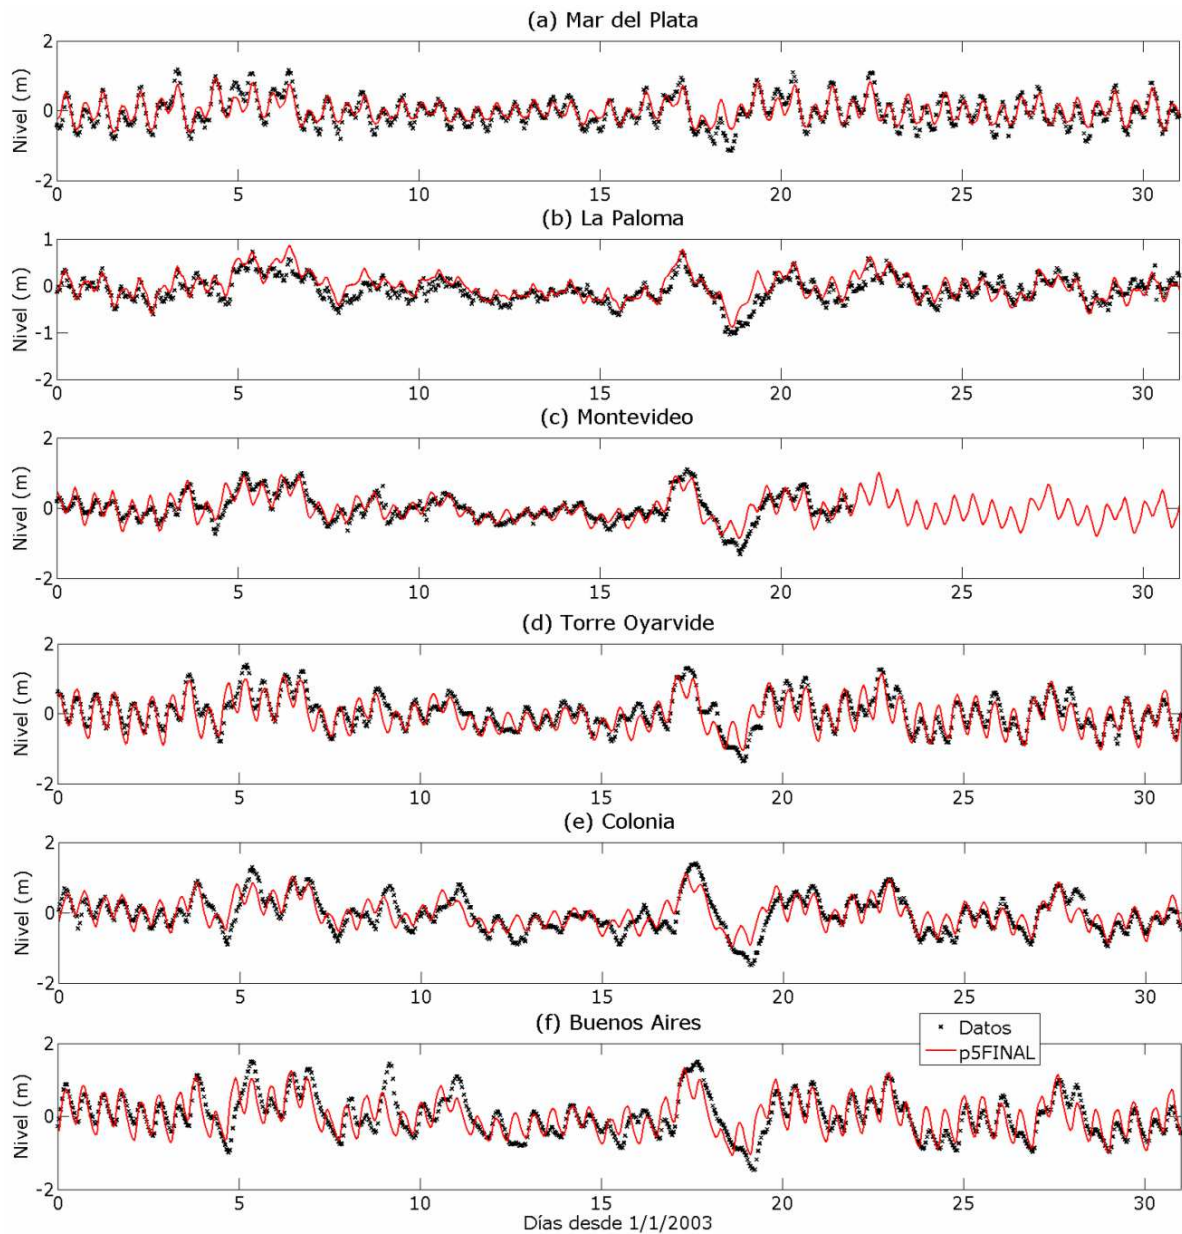 (a) Mar del Plata
Nivel (m)
2
0
-2
0 5 10 15 20 25 30
(b) La Paloma
Nivel (m)
1
0
-1
-2
0 5 10 15 20 25 30
(c) Montevideo
Nivel (m)
2
0
-2
0 5 10 15 20 25 30
(d) Torre Oyarvide
Nivel (m)
2
0
-2
0 5 10 15 20 25 30
(e) Colonia
Nivel (m)
2
0
-2
0 5 10 15 20 25 30
(f) Buenos Aires
Datos
p5FINAL
Nivel (m)
2
0
-2
0 5 10 15 20 25 30
Días desde 1/1/2003